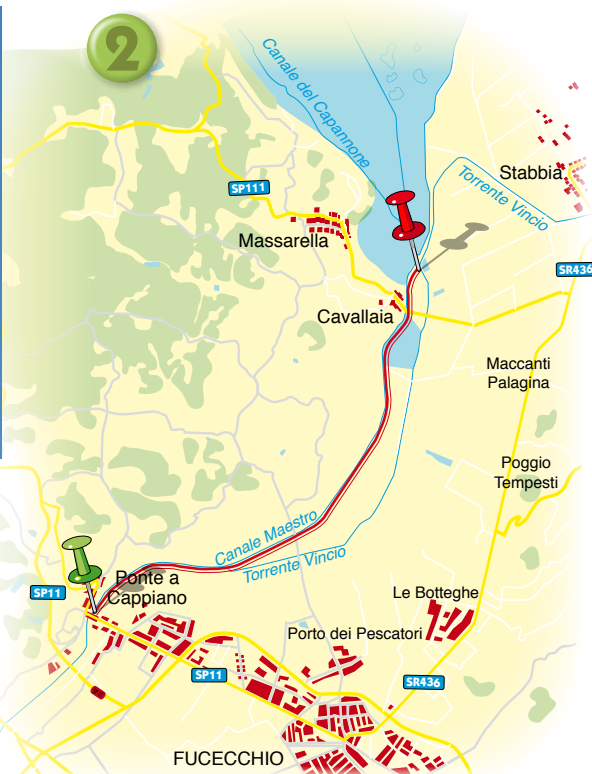 2
Canale del Capannone
Stabbia
Torrente Vincio
SP111
Massarella
SR436
Cavallaia
Maccanti
Palagina
Poggio
Tempesti
Canale Maestro
Torrente Vincio
Ponte a
Cappiano
SP11
Le Botteghe
Porto dei Pescatori
SP11
SR436
FUCECCHIO